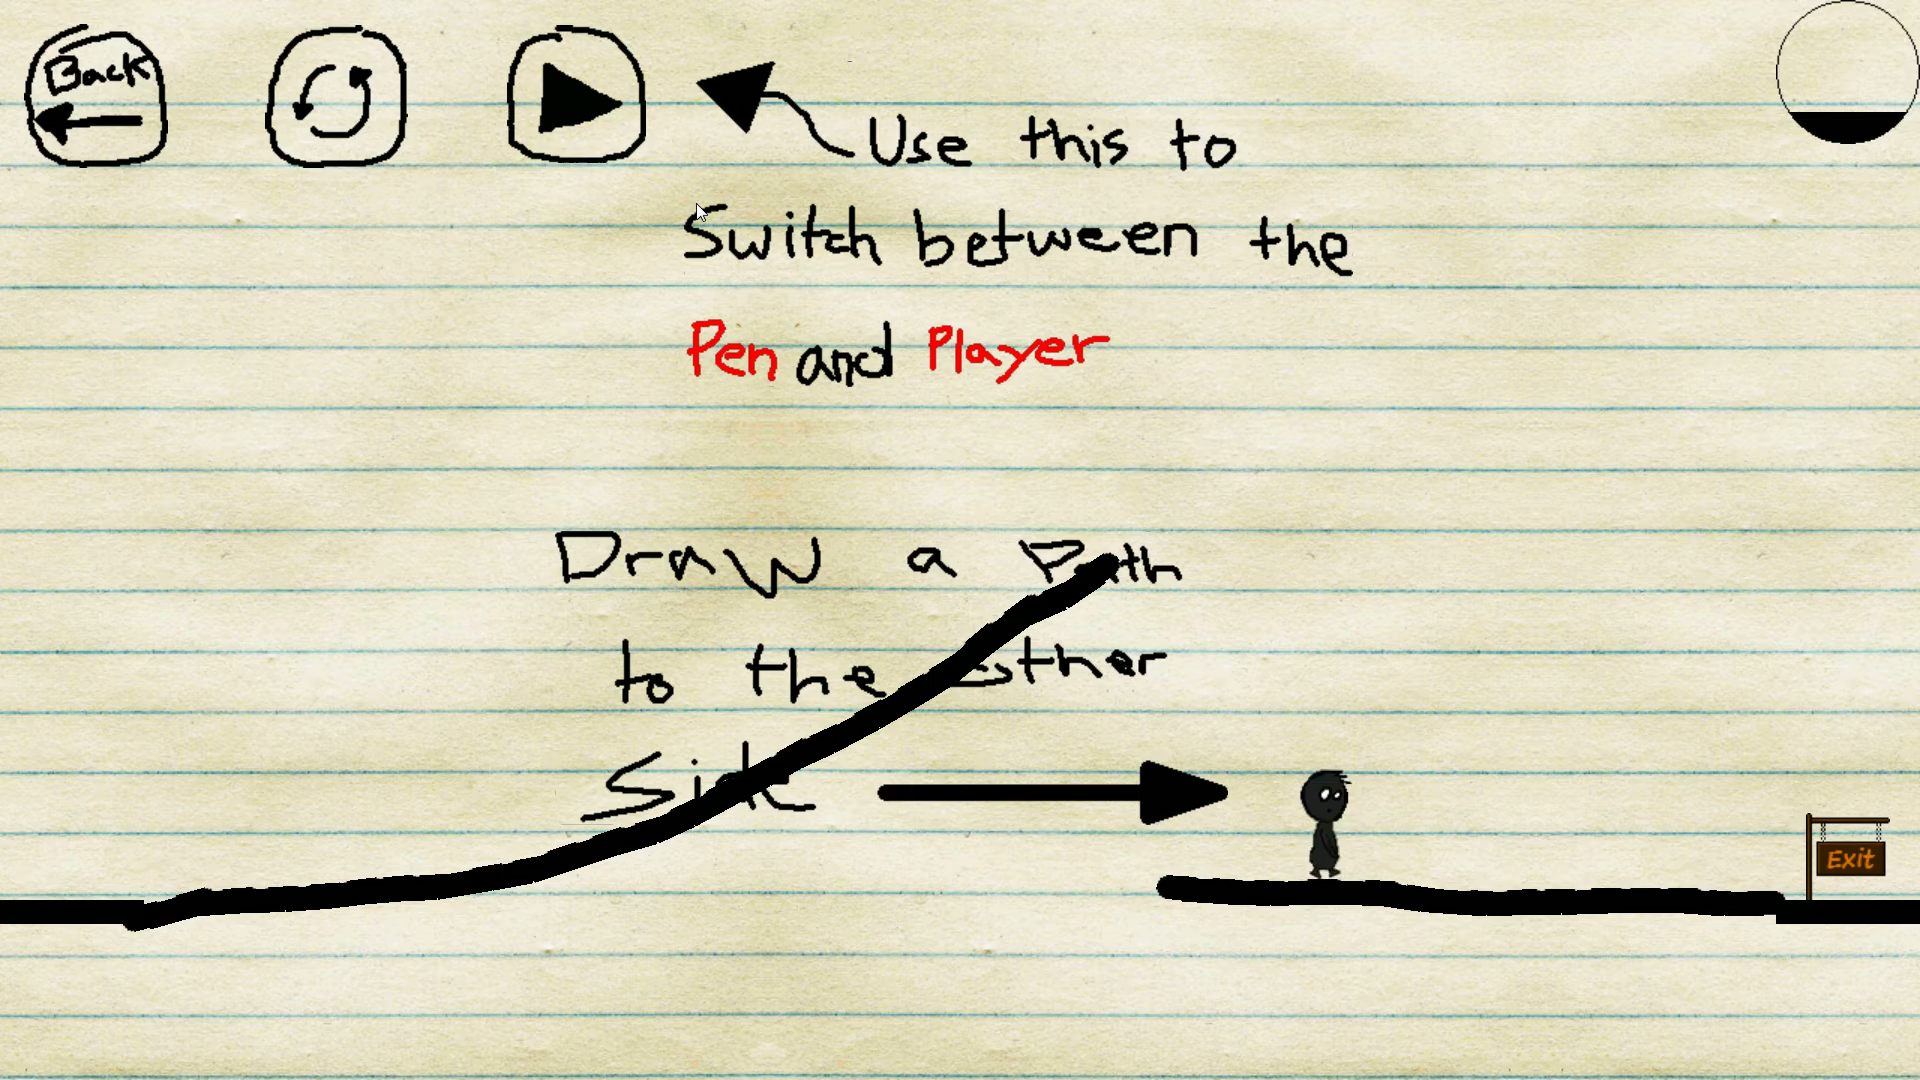 Back
Use this to
Switch between the
Pen and Player
Draw a Path
to the other
Side
Exit